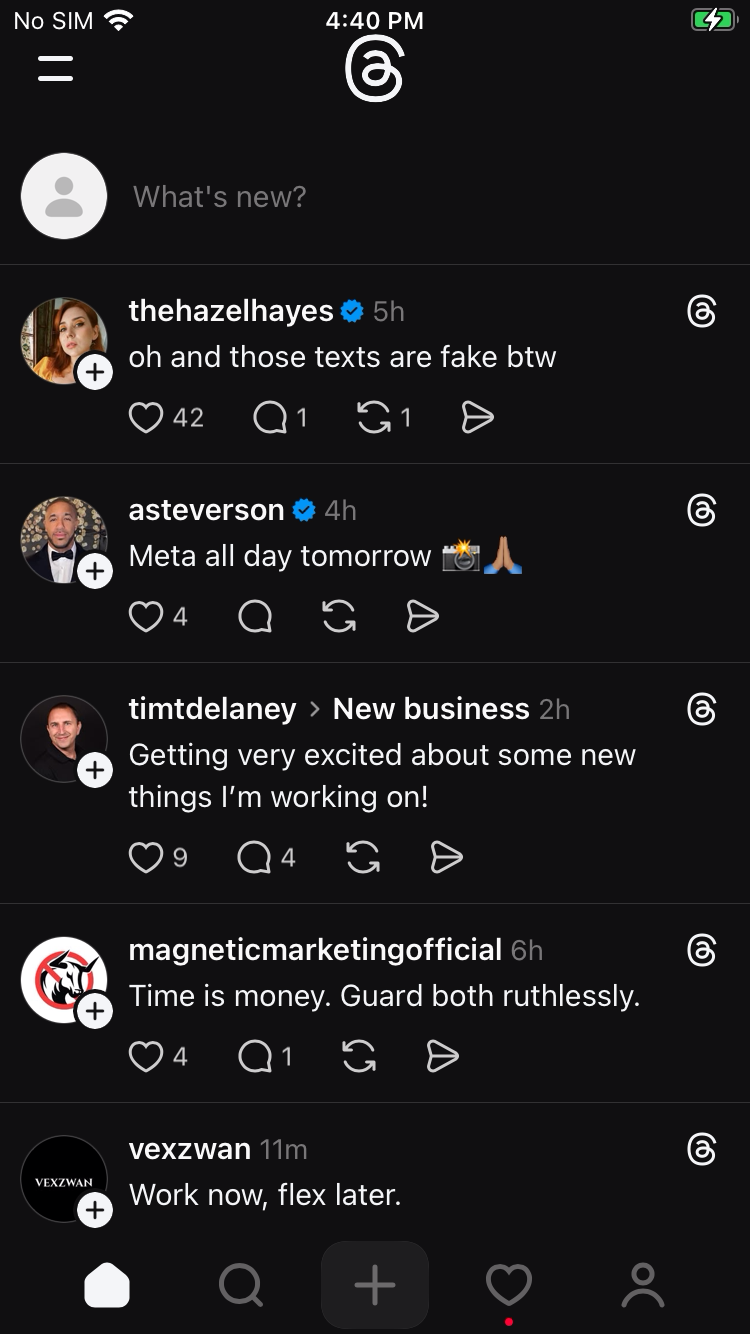 No SIM 4:40 PM
What's new?
thehazelhayes 5h
oh and those texts are fake btw
42 1 1
asteverson 4h
Meta all day tomorrow 📸🙏🏽
4
timtdelaney > New business 2h
Getting very excited about some new
things I’m working on!
9 4
magneticmarketingofficial 6h
Time is money. Guard both ruthlessly.
4 1
vexzwan 11m
VEXZWAN
Work now, flex later.